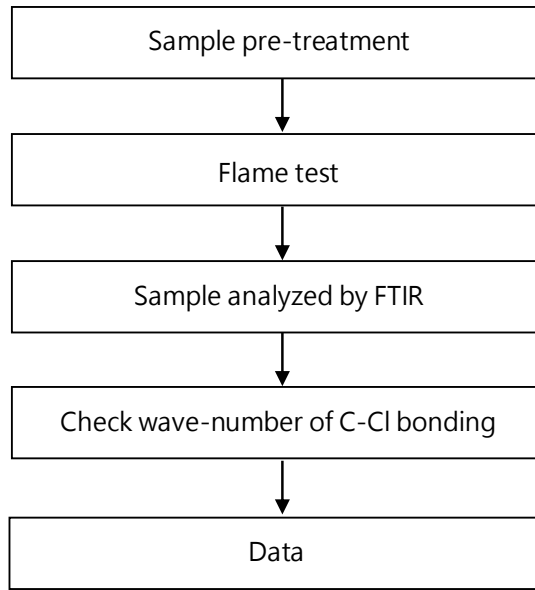 Sample pre-treatment
Flame test
Sample analyzed by FTIR
Check wave-number of C-Cl bonding
Data